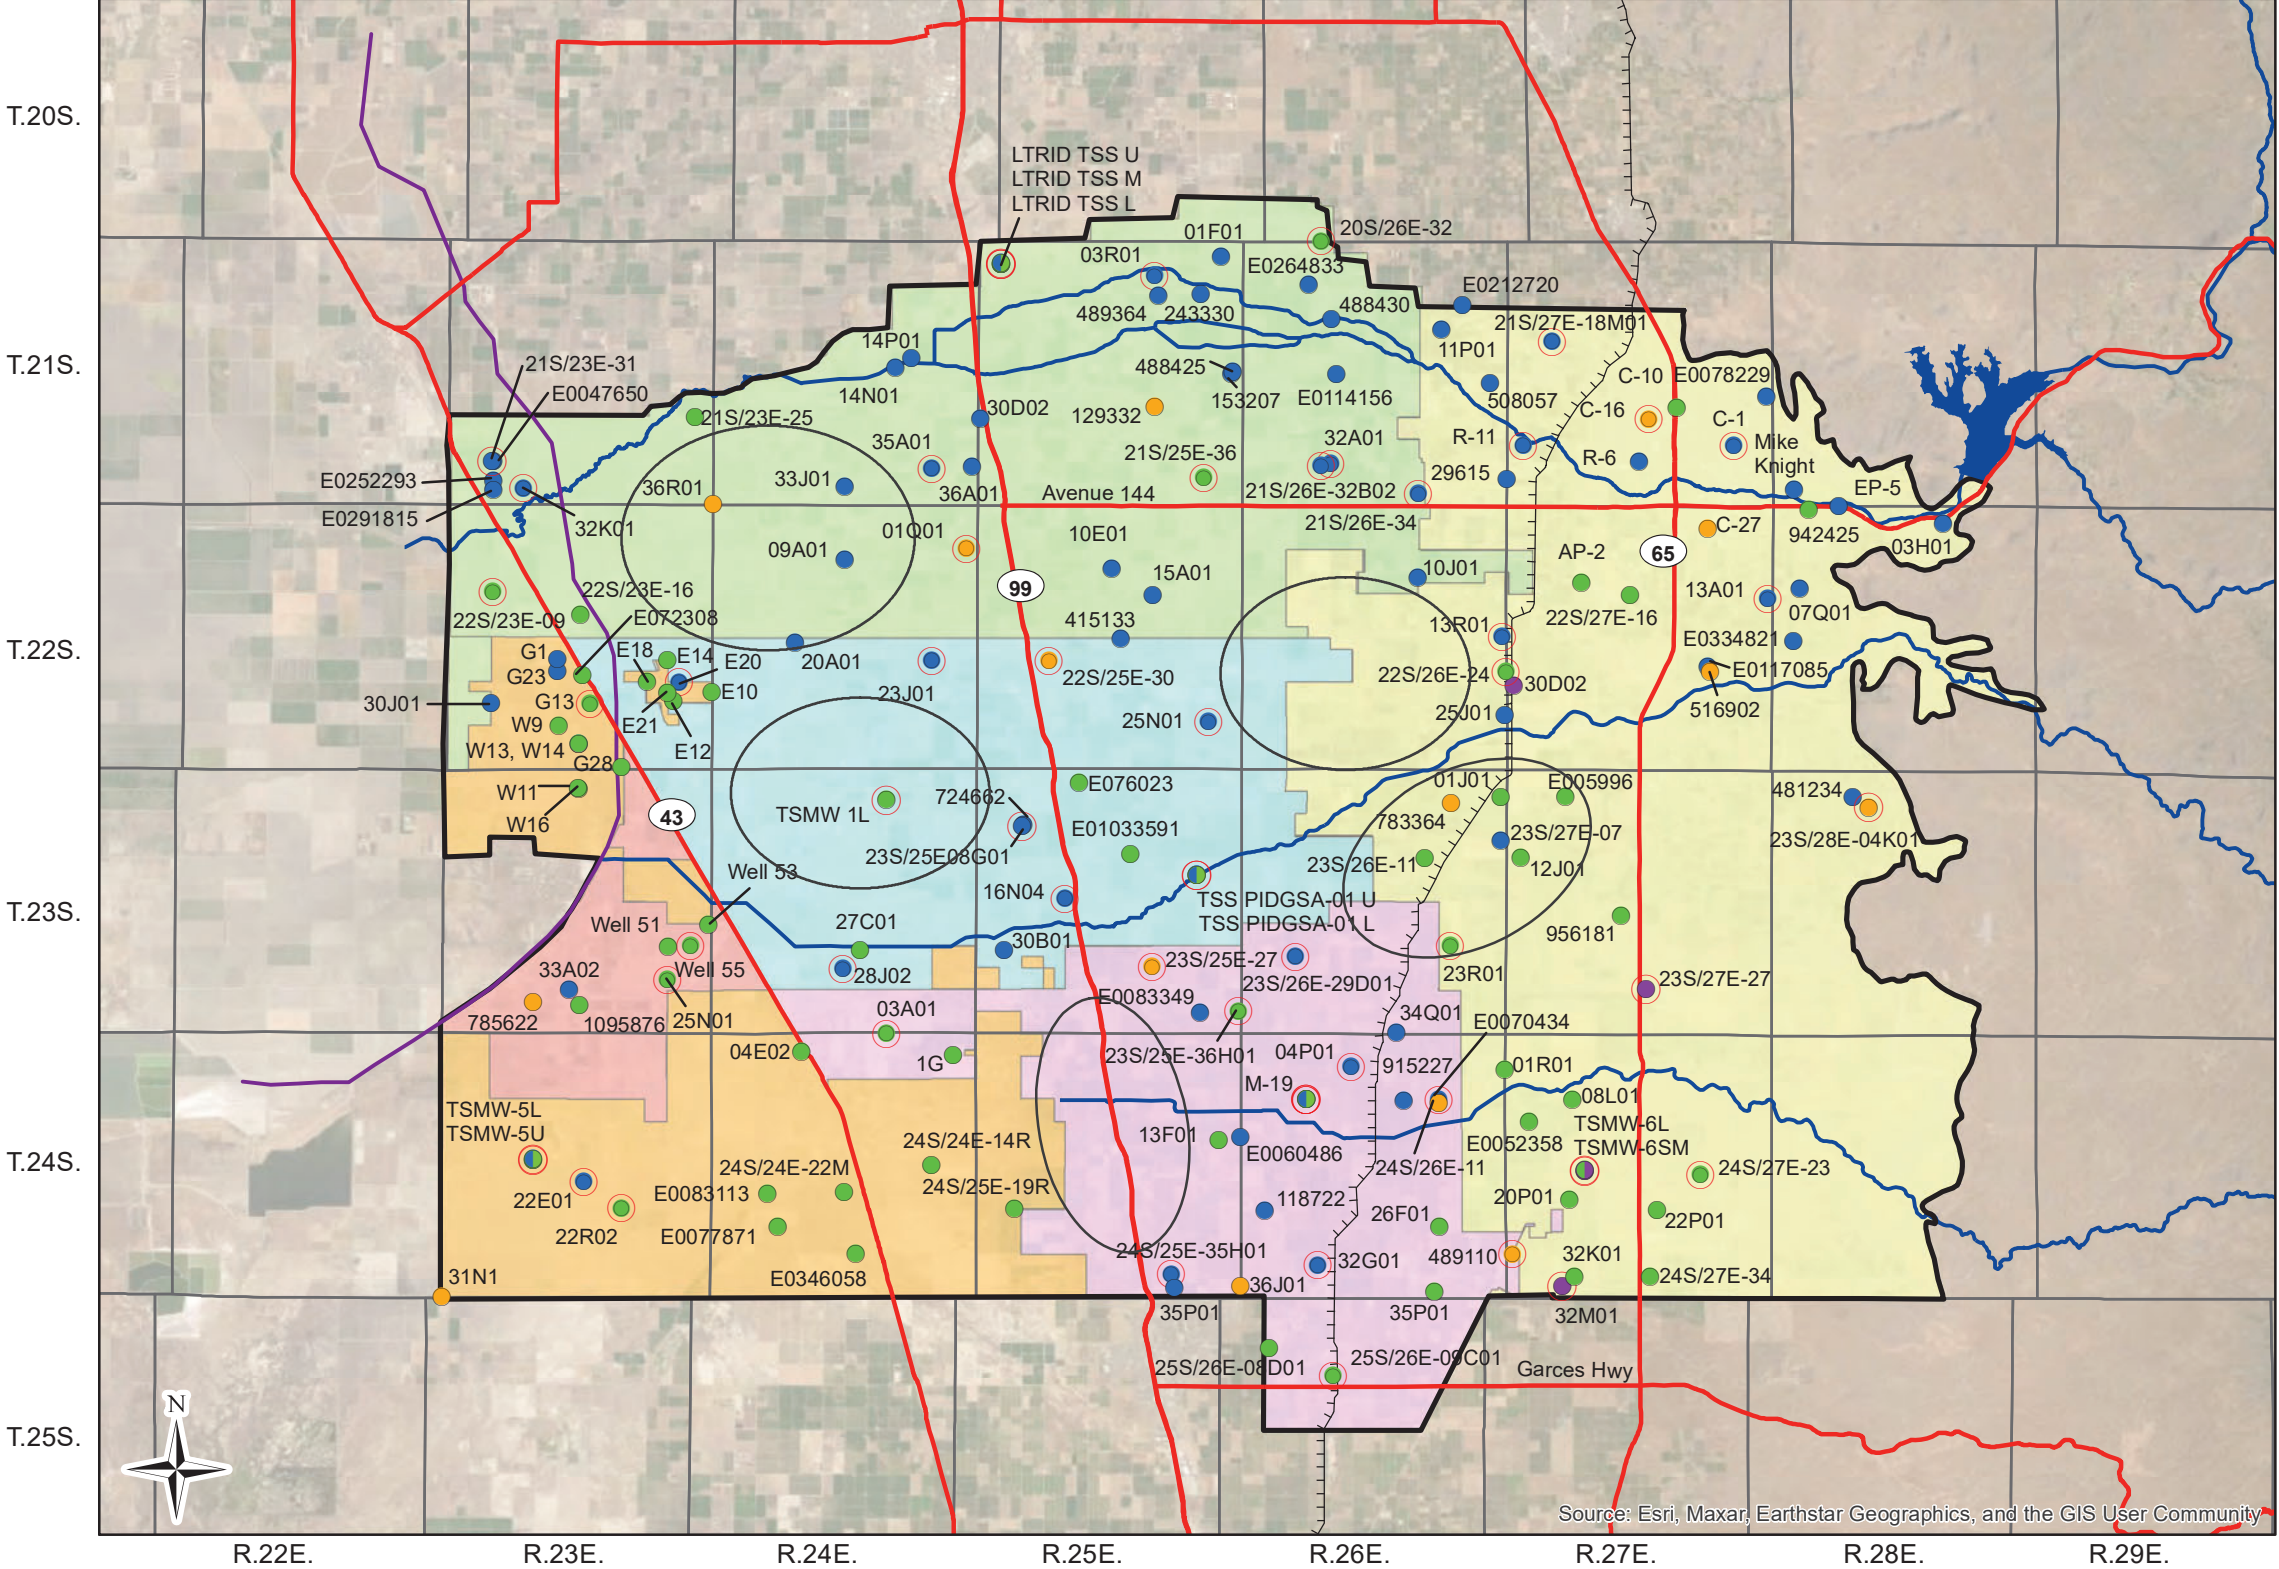 T.20S.
LTRID TSS U
LTRID TSS M
LTRID TSS L
01F01
20S/26E-32
03R01
E0264833
E0212720
489364
243330
488430
21S/27E-18M01
14P01
11P01
T.21S.
21S/23E-31
488425
C-10
E0078229
E0047650
14N01
153207
E0114156
508057
30D02
129332
C-16
C-1
21S/23E-25
35A01
21S/25E-36
32A01
R-11
Mike
Knight
R-6
E0252293
36R01
33J01
36A01
Avenue 144
21S/26E-32B02
29615
EP-5
E0291815
32K01
01Q01
21S/26E-34
C-27
942425
10E01
03H01
09A01
AP-2
65
99
15A01
10J01
22S/23E-16
13A01
07Q01
22S/23E-09
E072308
415133
22S/27E-16
13R01
E0334821
T.22S.
G1
E18
E14
E20
20A01
G23
22S/25E-30
22S/26E-24
E0117085
30D02
30J01
G13
E10
23J01
516902
W9
E21
25N01
25J01
W13, W14
E12
G28
01J01
E005996
W11
724662
E076023
481234
43
TSMW 1L
783364
W16
E01033591
23S/27E-07
23S/25E08G01
23S/28E-04K01
Well 53
23S/26E-11
12J01
16N04
TSS PIDGSA-01 U
T.23S.
Well 51
27C01
TSS PIDGSA-01 L
30B01
956181
33A02
Well 55
28J02
23S/25E-27
23R01
23S/27E-27
23S/26E-29D01
E0083349
785622
1095876
25N01
03A01
34Q01
E0070434
04E02
1G
23S/25E-36H01
04P01
915227
01R01
M-19
08L01
TSMW-5L
TSMW-5U
TSMW-6L
13F01
E0052358
TSMW-6SM
24S/24E-14R
E0060486
T.24S.
24S/24E-22M
24S/26E-11
24S/27E-23
22E01
E0083113
24S/25E-19R
118722
20P01
22R02
E0077871
26F01
22P01
24S/25E-35H01
489110
32K01
31N1
E0346058
36J01
32G01
24S/27E-34
35P01
35P01
32M01
25S/26E-08D01
25S/26E-09C01
Garces Hwy
N
T.25S.
Source: Esri, Maxar, Earthstar Geographics, and the GIS User Community
R.22E.
R.23E.
R.24E.
R.25E.
R.26E.
R.27E.
R.28E.
R.29E.